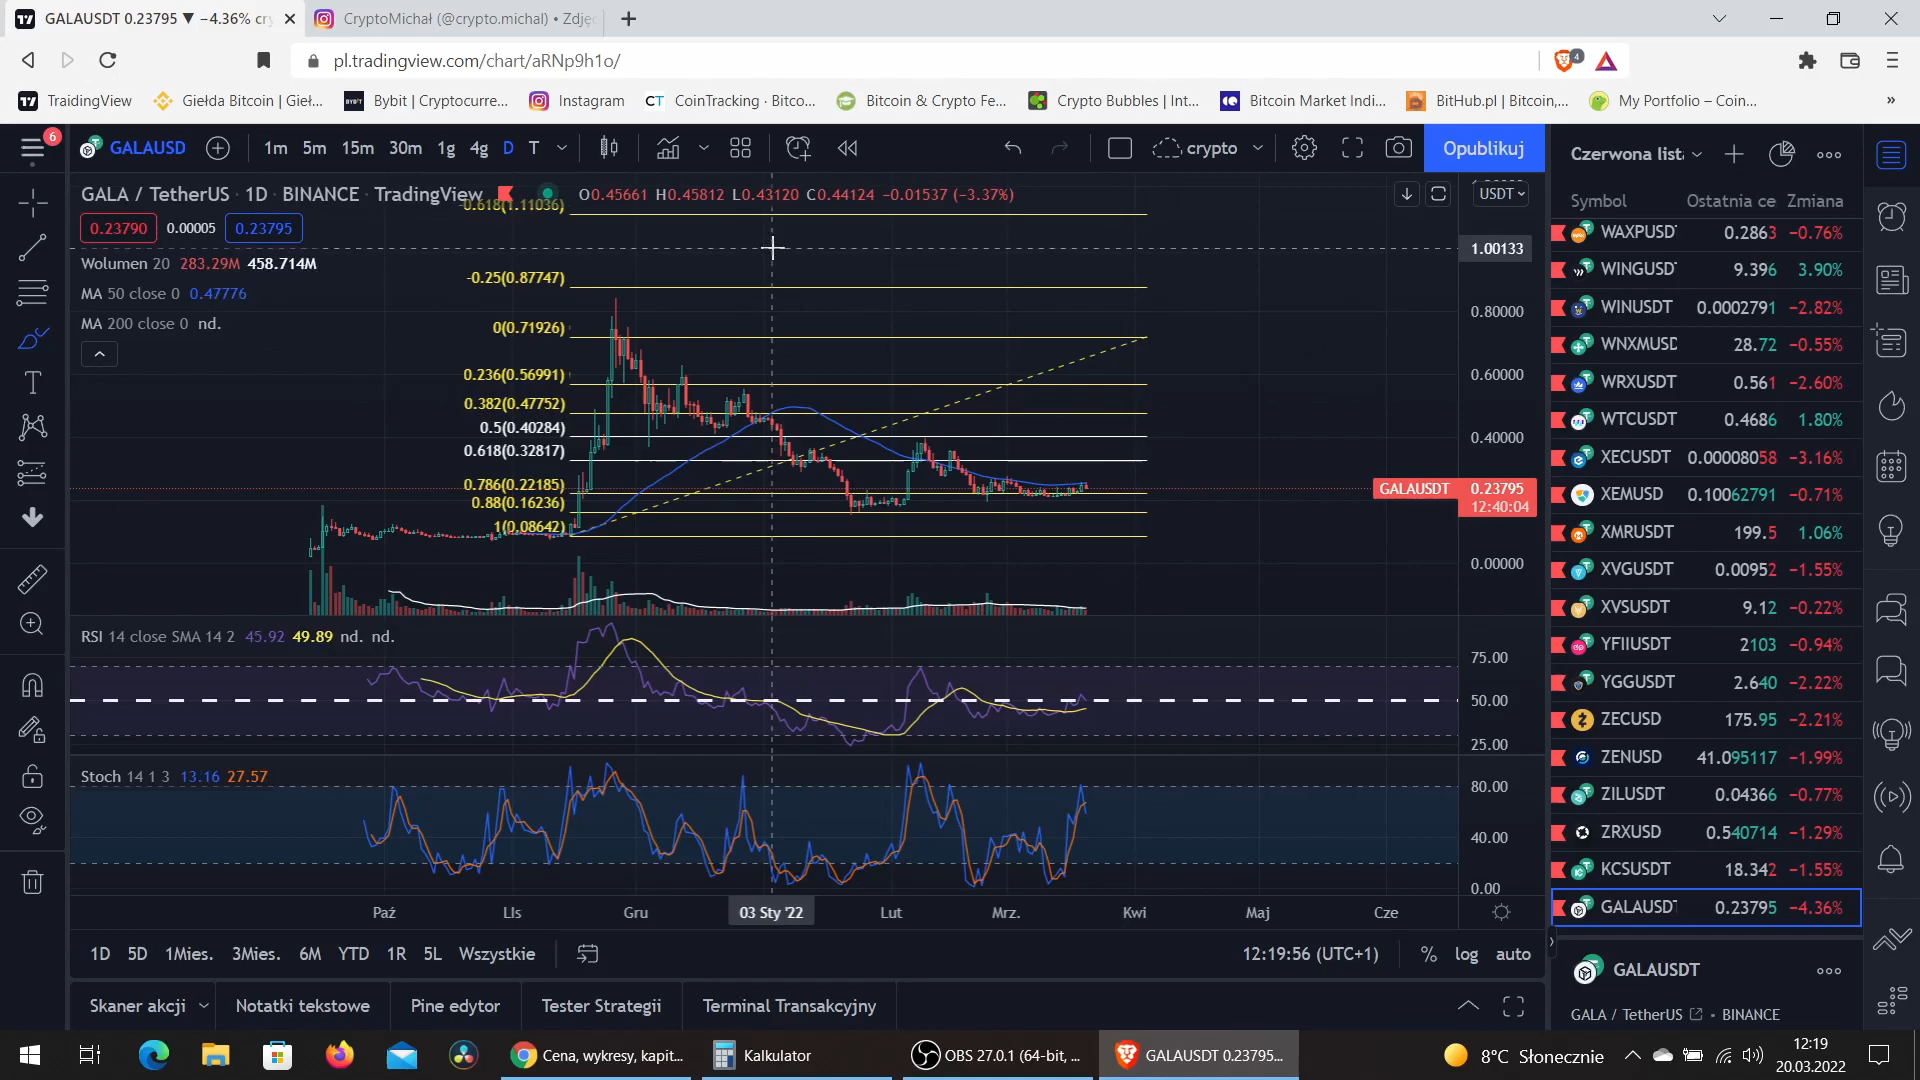 GALAUSDT 0.23795 ▼ −4.36% cry
CryptoMichał (@crypto.michal) • Zdjęc
pl.tradingview.com/chart/aRNp9h1o/
4
TraidingView
Giełda Bitcoin | Gieł...
Bybit | Cryptocurre...
Instagram
CoinTracking · Bitco...
Bitcoin & Crypto Fe...
Crypto Bubbles | Int...
Bitcoin Market Indi...
BitHub.pl | Bitcoin,...
My Portfolio – Coin...
»
6
GALAUSD
1m 5m 15m 30m 1g 4g D T
crypto
Opublikuj
Czerwona lista
GALA / TetherUS · 1D · BINANCE · TradingView
O0.45661 H0.45812 L0.43120 C0.44124 −0.01537 (−3.37%)
USDT
0.23790 0.00005 0.23795
Wolumen 20 283.29M 458.714M
MA 50 close 0 0.47776
MA 200 close 0 nd.
-0.618(1.11036)
-0.25(0.87747)
0(0.71926)
0.236(0.56991)
0.382(0.47752)
0.5(0.40284)
0.618(0.32817)
0.786(0.22185)
0.88(0.16236)
1(0.08642)
1.00133
0.80000
0.60000
0.40000
GALAUSDT 0.23795
12:40:04
0.00000
RSI 14 close SMA 14 2 45.92 49.89 nd. nd.
75.00
50.00
25.00
Stoch 14 1 3 13.16 27.57
80.00
40.00
0.00
Paź LIs Gru 03 Sty '22 Lut Mrz. Kwi Maj Cze
1D 5D 1Mies. 3Mies. 6M YTD 1R 5L Wszystkie
12:19:56 (UTC+1) % log auto
Skaner akcji Notatki tekstowe Pine edytor Tester Strategii Terminal Transakcyjny
Symbol Ostatnia ce Zmiana
WAXPUSDT 0.2863 −0.76%
WINGUSDT 9.396 3.90%
WINUSDT 0.0002791 −2.82%
WNXMUSD 28.72 −0.55%
WRXUSDT 0.561 −2.60%
WTCUSDT 0.4686 1.80%
XECUSDT 0.00008058 −3.16%
XEMUSD 0.10062791 −0.71%
XMRUSDT 199.5 1.06%
XVGUSDT 0.00952 −1.55%
XVSUSDT 9.12 −0.22%
YFIIUSDT 2103 −0.94%
YGGUSDT 2.640 −2.22%
ZECUSD 175.95 −2.21%
ZENUSD 41.095117 −1.99%
ZILUSDT 0.04366 −0.77%
ZRXUSD 0.540714 −1.29%
KCSUSDT 18.342 −1.55%
GALAUSDT 0.23795 −4.36%
GALAUSDT
GALA / TetherUS • BINANCE
Cena, wykresy, kapit...
Kalkulator
OBS 27.0.1 (64-bit, ...
GALAUSDT 0.23795...
8°C Słonecznie
12:19
20.03.2022